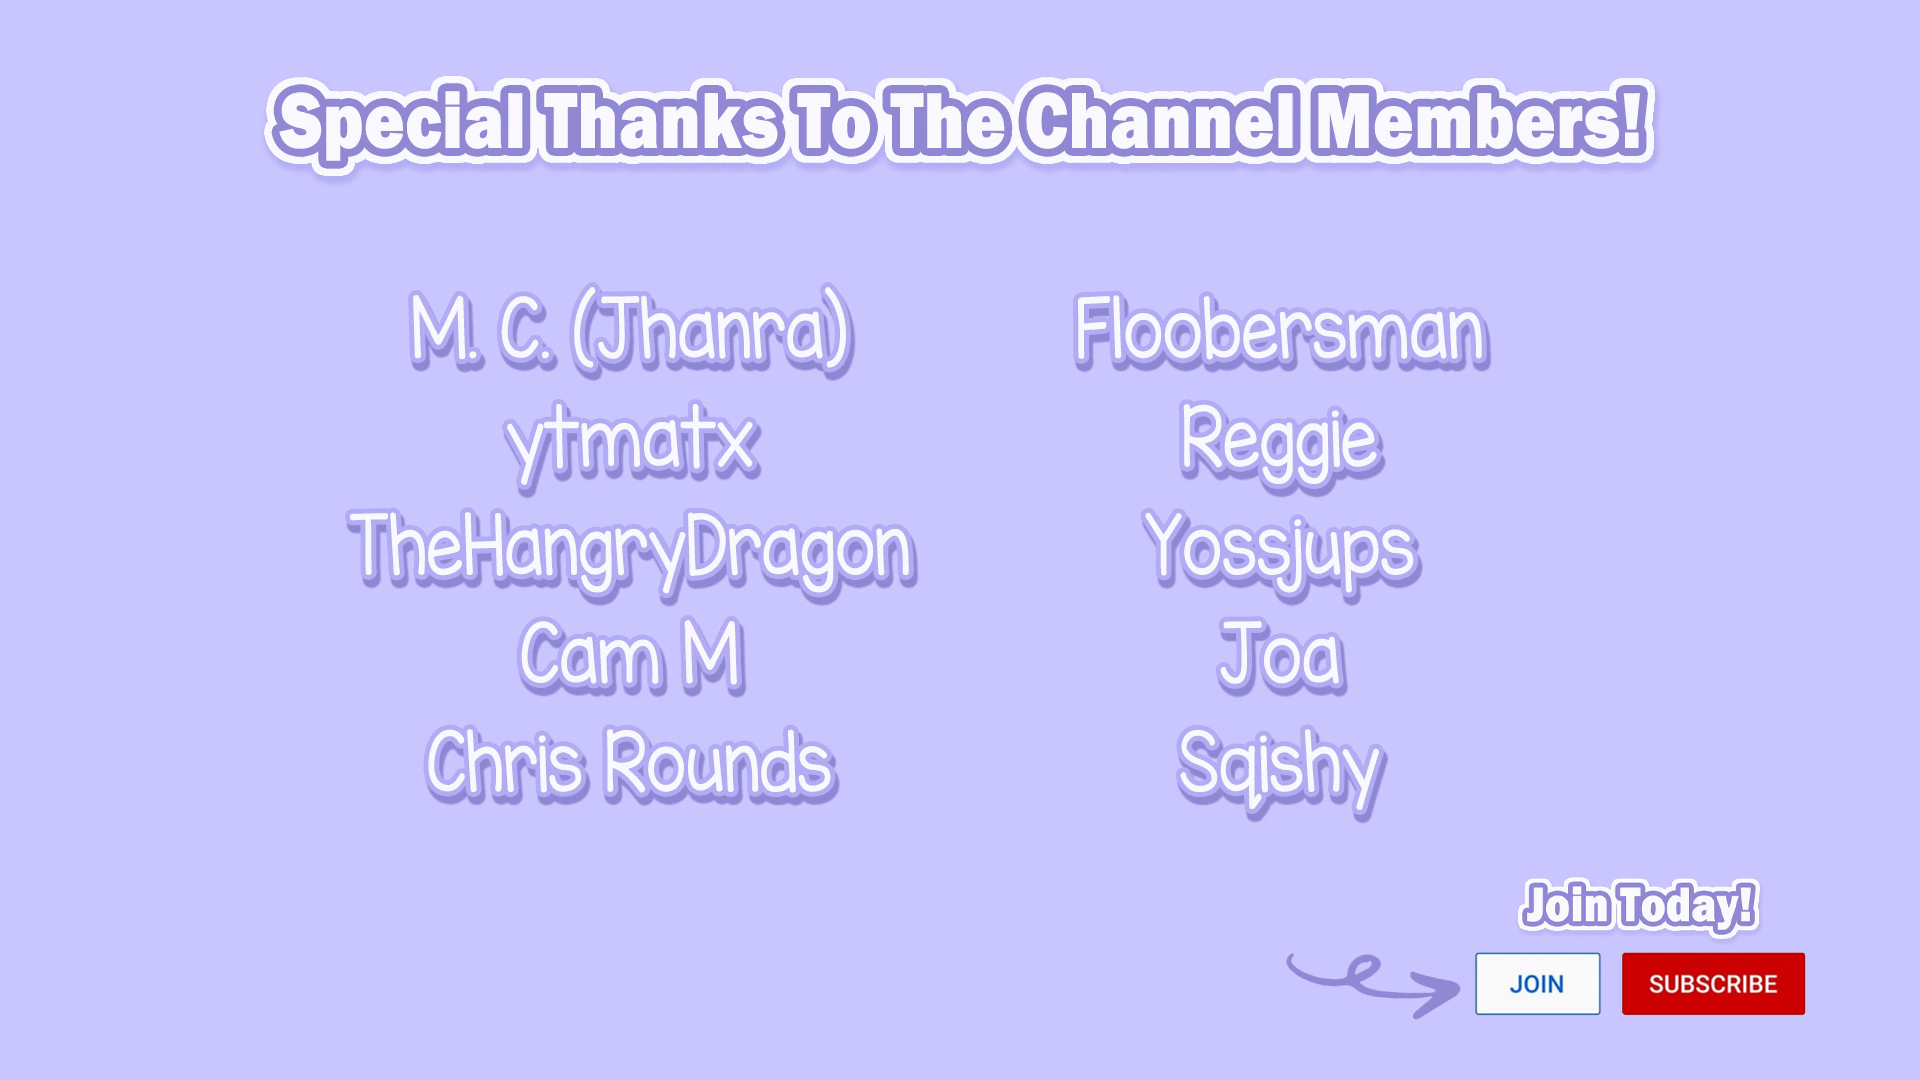 Special Thanks To The Channel Members!
M. C. (Jhanra)
ytmatx
TheHangryDragon
Cam M
Chris Rounds
Floobersman
Reggie
Yossjups
Joa
Sqishy
Join Today!
JOIN
SUBSCRIBE